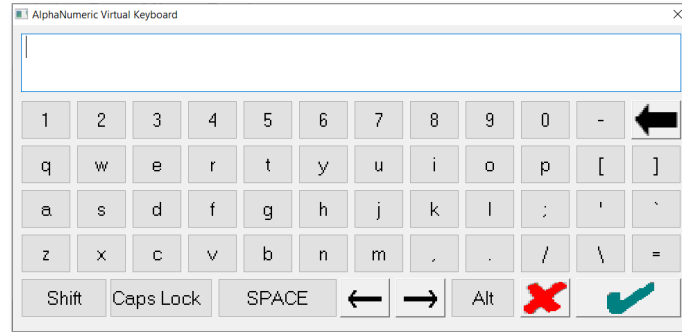 AlphaNumeric Virtual Keyboard
1 2 3 4 5 6 7 8 9 0 -
q w e r t y u i o p [ ]
a s d f g h j k l ; ' `
z x c v b n m , . / \ =
Shift Caps Lock SPACE Alt